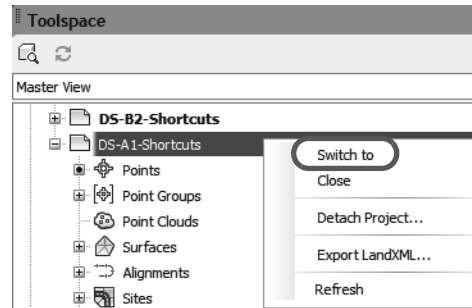 Toolspace
Master View
DS-B2-Shortcuts
DS-A1-Shortcuts
Points
Point Groups
Point Clouds
Surfaces
Alignments
Sites
Switch to
Close
Detach Project...
Export LandXML...
Refresh